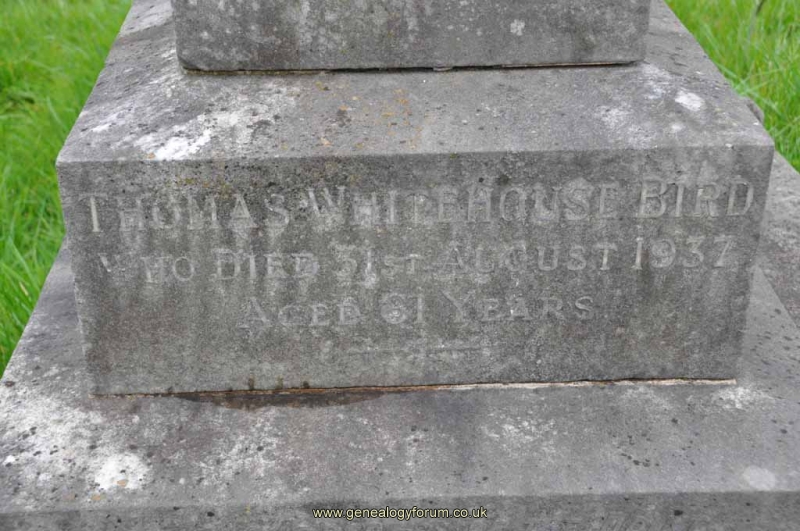 THOMAS WHITEHOUSE BIRD
WHO DIED 31ST AUGUST 1937
AGED 61 YEARS
www.genealogyforum.co.uk